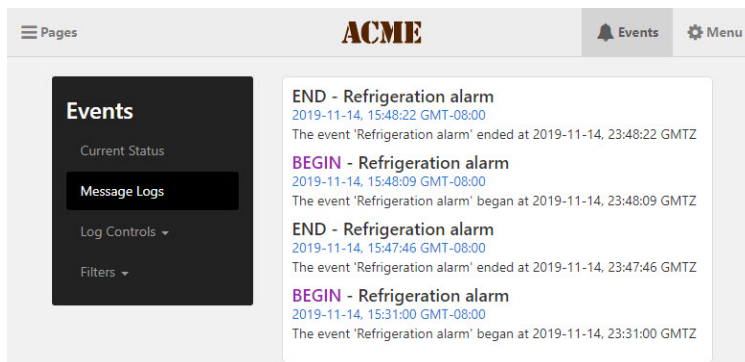 Pages
ACME
Events
Menu
Events
Current Status
Message Logs
Log Controls
Filters
END - Refrigeration alarm
2019-11-14, 15:48:22 GMT-08:00
The event 'Refrigeration alarm' ended at 2019-11-14, 23:48:22 GMTZ
BEGIN - Refrigeration alarm
2019-11-14, 15:48:09 GMT-08:00
The event 'Refrigeration alarm' began at 2019-11-14, 23:48:09 GMTZ
END - Refrigeration alarm
2019-11-14, 15:47:46 GMT-08:00
The event 'Refrigeration alarm' ended at 2019-11-14, 23:47:46 GMTZ
BEGIN - Refrigeration alarm
2019-11-14, 15:31:00 GMT-08:00
The event 'Refrigeration alarm' began at 2019-11-14, 23:31:00 GMTZ